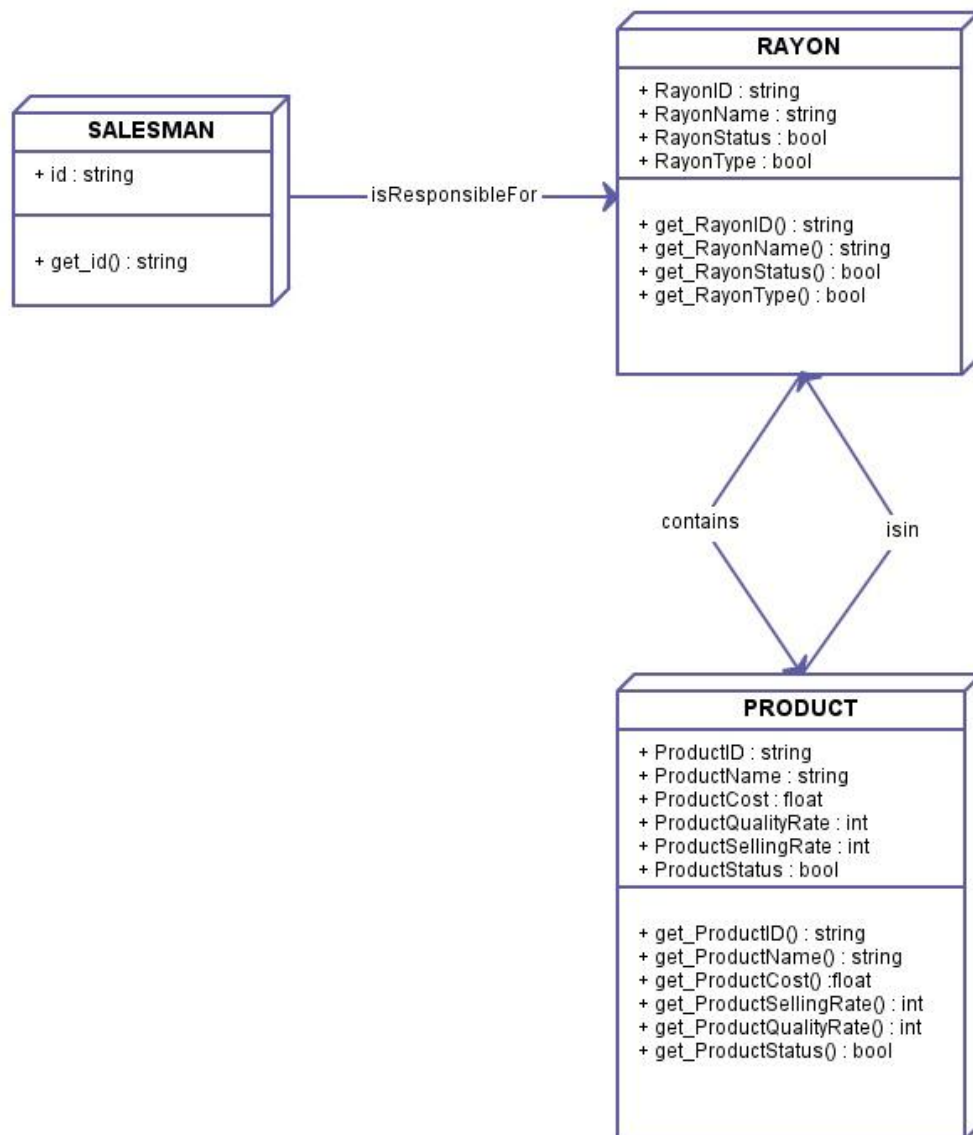 RAYON
+ RayonID : string
+ RayonName : string
+ RayonStatus : bool
+ RayonType : bool
+ get_RayonID() : string
+ get_RayonName() : string
+ get_RayonStatus() : bool
+ get_RayonType() : bool
SALESMAN
+ id : string
+ get_id() : string
isResponsibleFor
contains
isin
PRODUCT
+ ProductID : string
+ ProductName : string
+ ProductCost : float
+ ProductQualityRate : int
+ ProductSellingRate : int
+ ProductStatus : bool
+ get_ProductID() : string
+ get_ProductName() : string
+ get_ProductCost() :float
+ get_ProductSellingRate() : int
+ get_ProductQualityRate() : int
+ get_ProductStatus() : bool